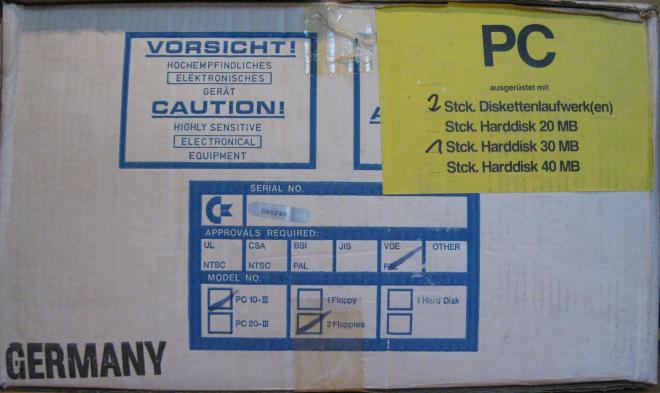 VORSICHT!
HOCHEMPFINDLICHES
ELEKTRONISCHES
GERÄT
CAUTION!
HIGHLY SENSITIVE
ELECTRONICAL
EQUIPMENT
PC
ausgerüstet mit
2 Stck. Diskettenlaufwerk(en)
Stck. Harddisk 20 MB
1 Stck. Harddisk 30 MB
Stck. Harddisk 40 MB
SERIAL NO.
APPROVALS REQUIRED:
UL CSA BSI JIS VDE OTHER
NTSC NTSC PAL PAL
MODEL NO.
PC 10-III 1 Floppy 1 Hard Disk
PC 20-III 2 Floppies
GERMANY